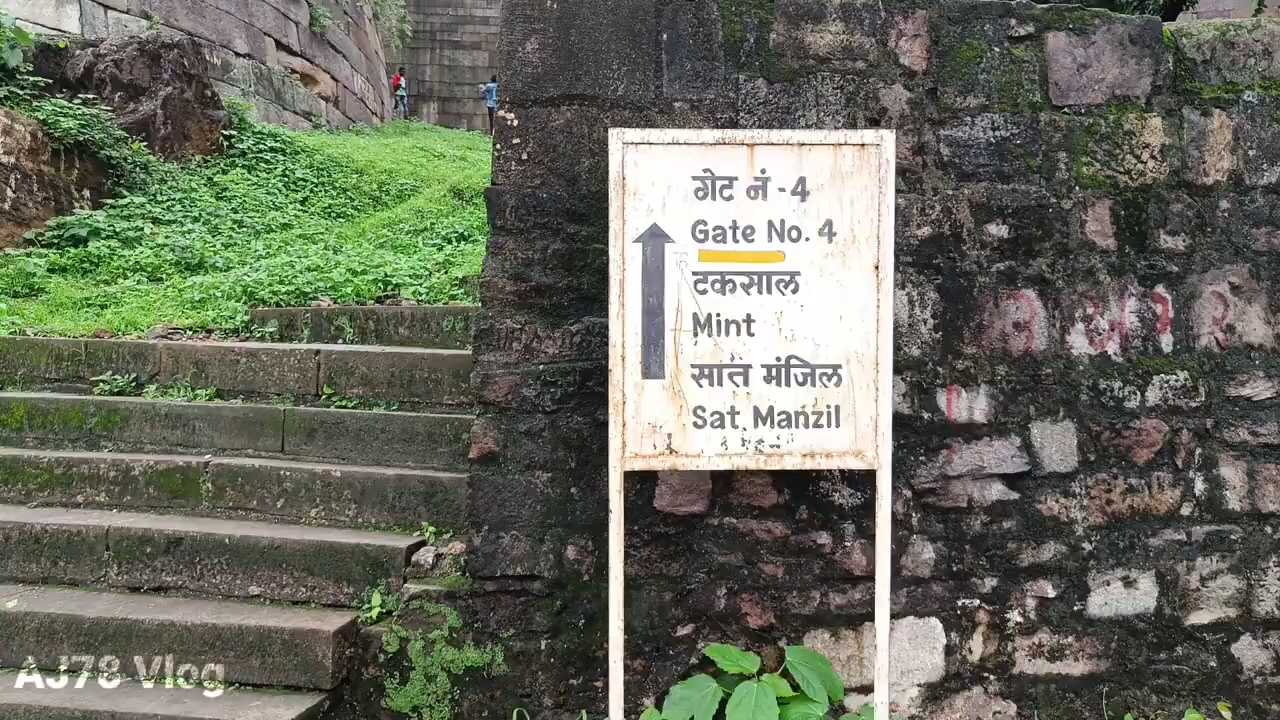 गेट नं -4
Gate No. 4
टकसाल
Mint
सात मंजिल
Sat Manzil
AJ78 Vlog